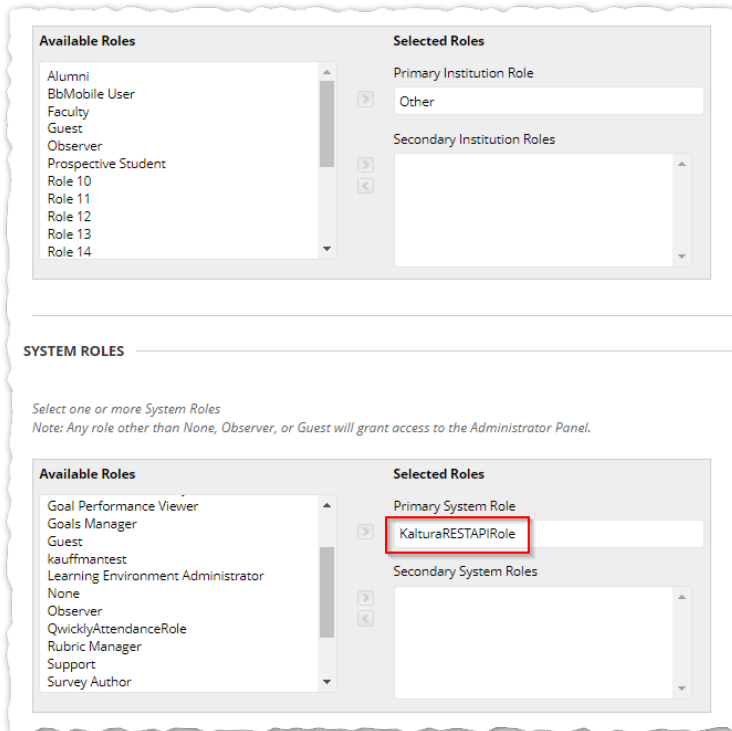 Available Roles
Selected Roles
Alumni
BbMobile User
Faculty
Guest
Observer
Prospective Student
Role 10
Role 11
Role 12
Role 13
Role 14
Primary Institution Role
Other
Secondary Institution Roles
SYSTEM ROLES
Select one or more System Roles
Note: Any role other than None, Observer, or Guest will grant access to the Administrator Panel.
Available Roles
Selected Roles
Goal Performance Viewer
Goals Manager
Guest
kauffmantest
Learning Environment Administrator
None
Observer
QwicklyAttendanceRole
Rubric Manager
Support
Survey Author
Primary System Role
KalturaRESTAPIRole
Secondary System Roles